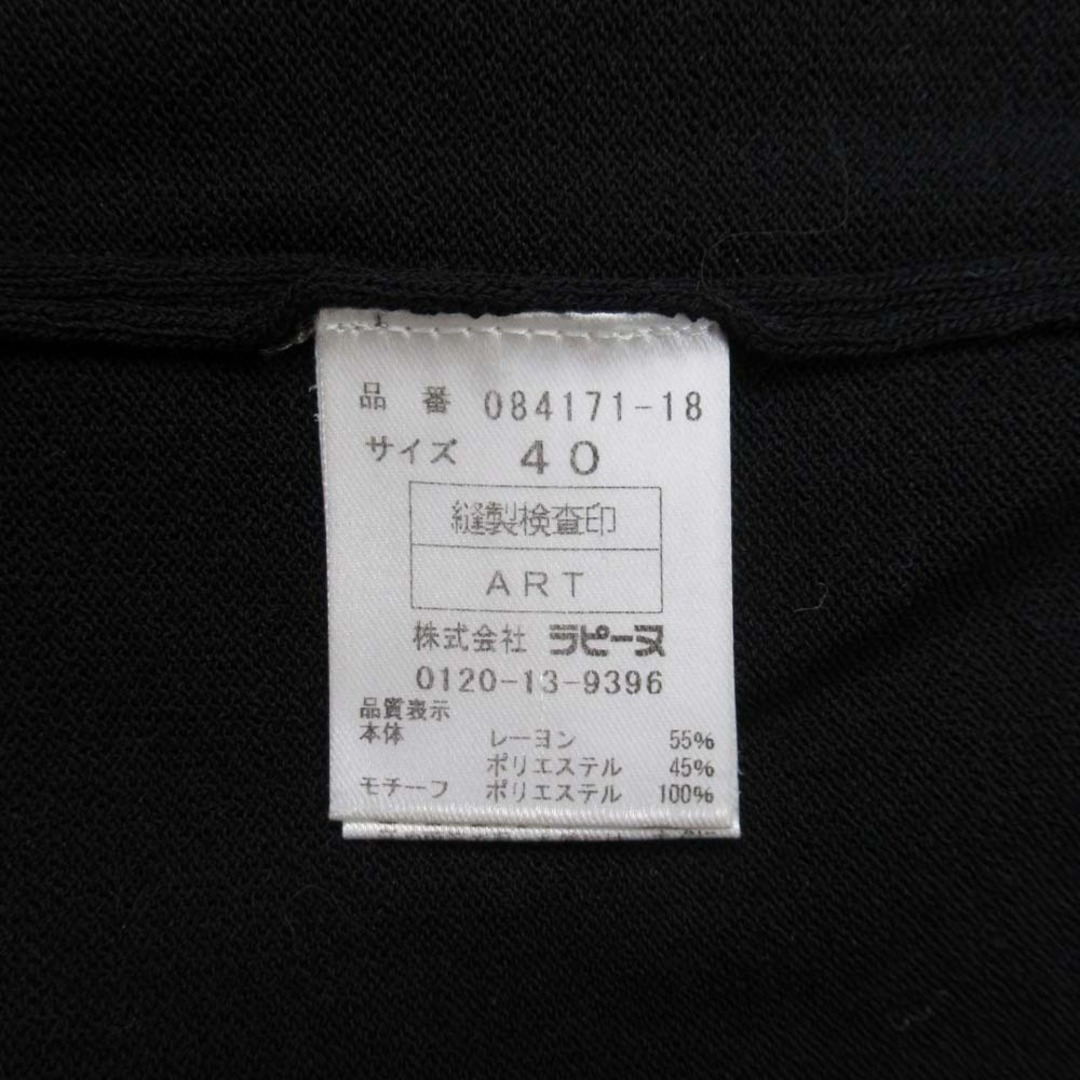 品 番 084171-18
サイズ 40
縫製検査印
ART
株式会社 ラピーヌ
0120-13-9396
品質表示
本体 レーヨン 55%
ポリエステル 45%
モチーフ ポリエステル 100%